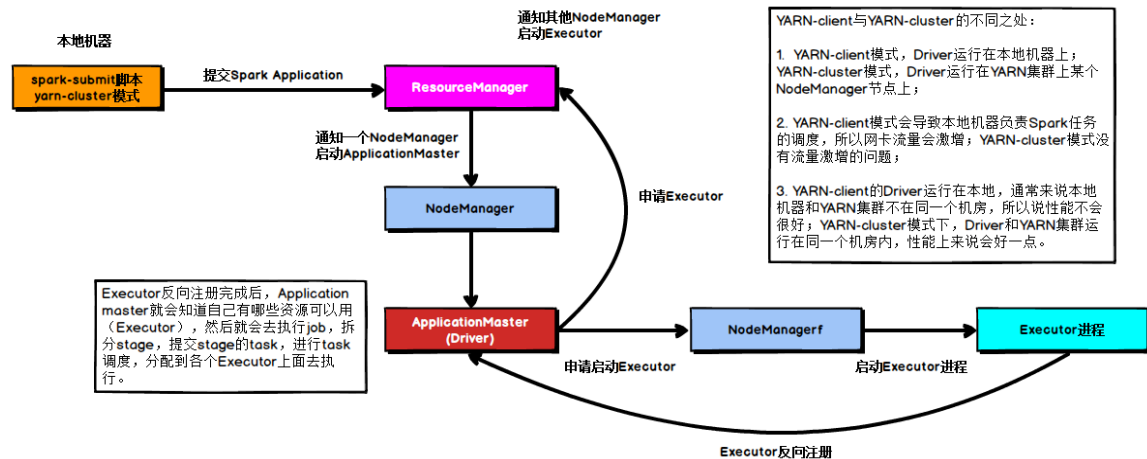 通知其他NodeManager
启动Executor
本地机器
spark-submit脚本
yarn-cluster模式
提交Spark Application
ResourceManager
通知一个NodeManager
启动ApplicationMaster
NodeManager
申请Executor
YARN-client与YARN-cluster的不同之处：
1. YARN-client模式，Driver运行在本地机器上；
YARN-cluster模式，Driver运行在YARN集群上某个
NodeManager节点上；
2. YARN-client模式会导致本地机器负责Spark任务
的调度，所以网卡流量会激增；YARN-cluster模式没
有流量激增的问题；
3. YARN-client的Driver运行在本地，通常来说本地
机器和YARN集群不在同一个机房，所以说性能不会
很好；YARN-cluster模式下，Driver和YARN集群运
行在同一个机房内，性能上来说会好一点。
Executor反向注册完成后，Application
master就会知道自己有哪些资源可以用
（Executor），然后就会去执行job，拆
分stage，提交stage的task，进行task
调度，分配到各个Executor上面去执
行。
ApplicationMaster
(Driver)
申请启动Executor
NodeManagerf
启动Executor进程
Executor进程
Executor反向注册